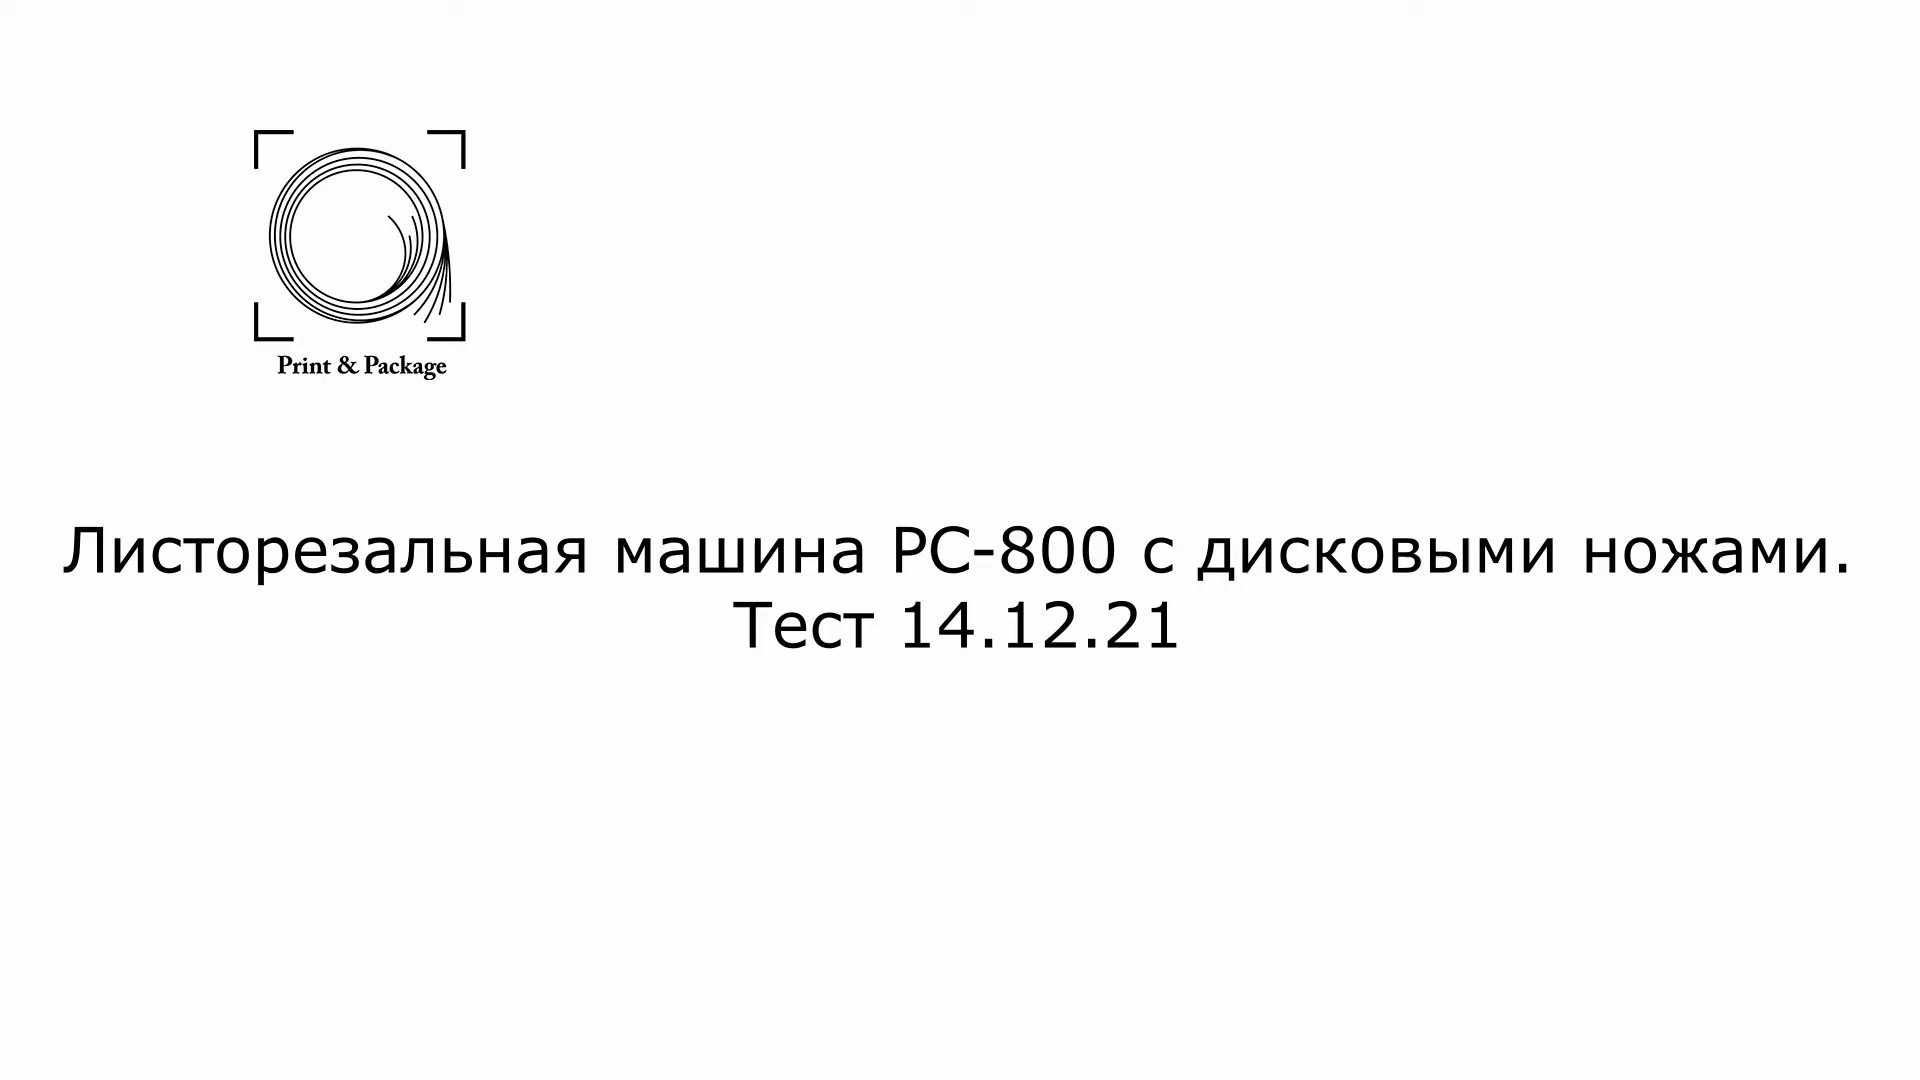 Print & Package
Листорезальная машина РС-800 с дисковыми ножами.
Тест 14.12.21